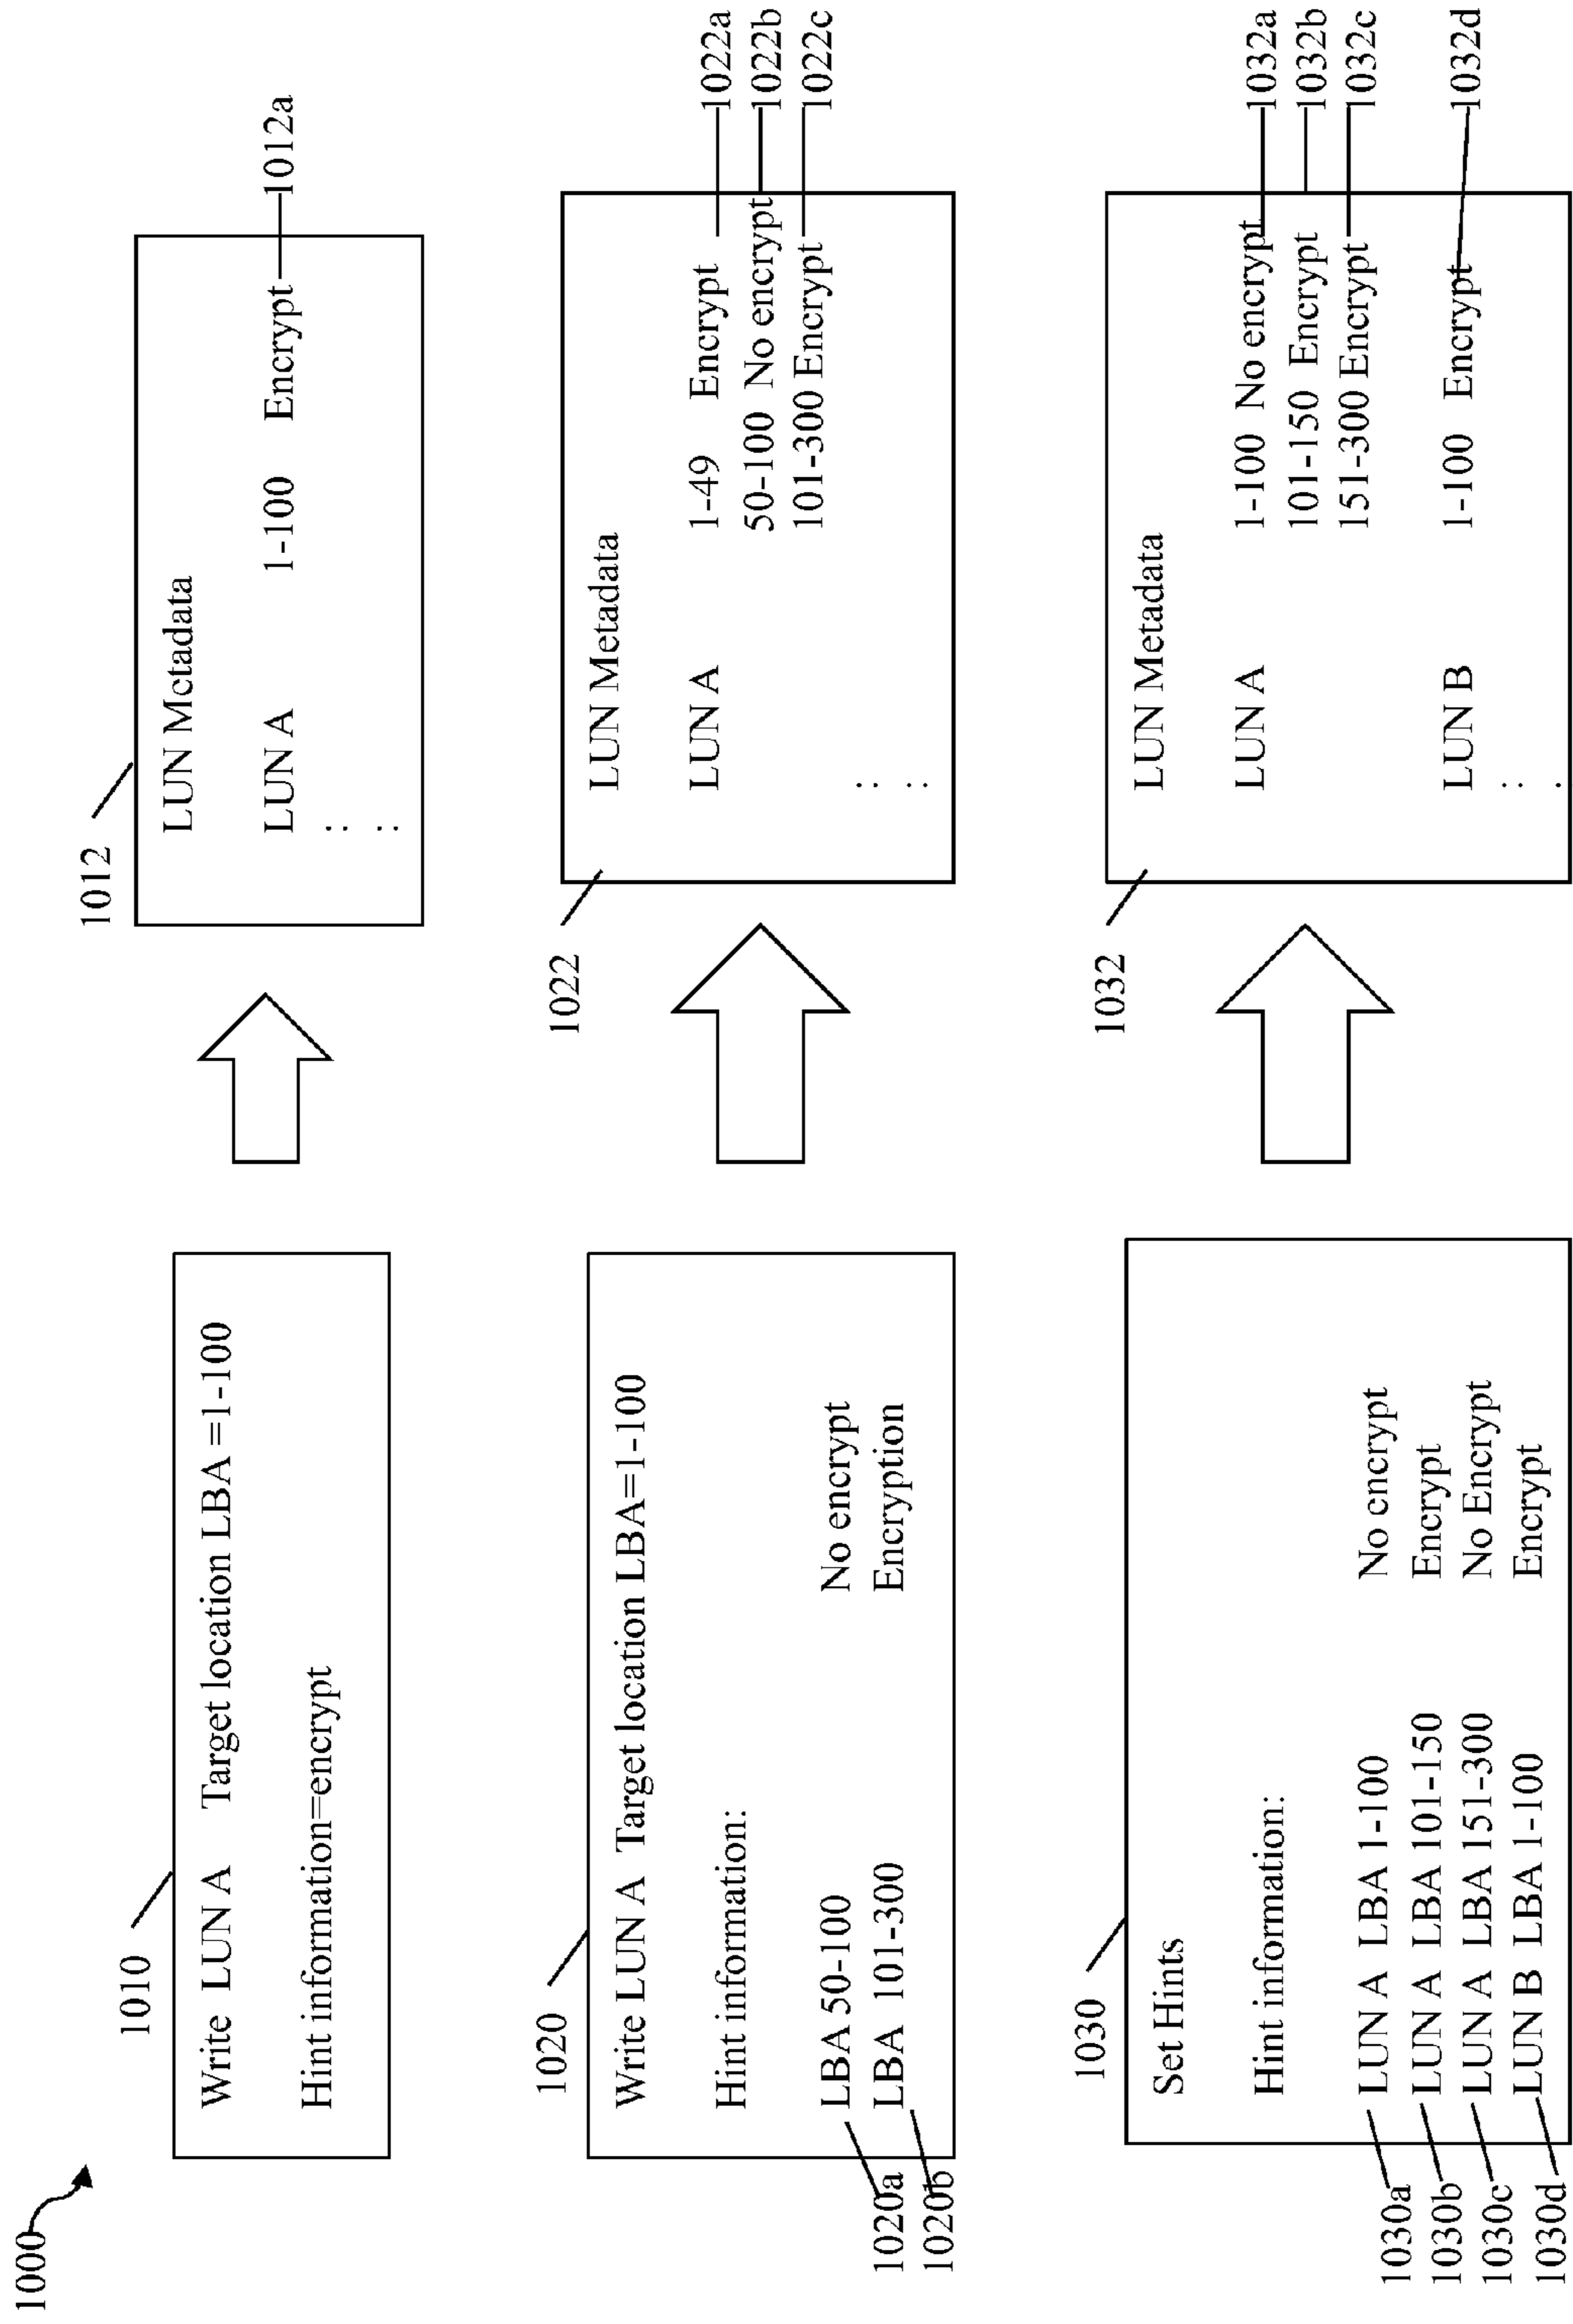 1000
1010
Write LUN A Target location LBA =1-100
Hint information=encrypt
1012
LUN Metadata
LUN A 1-100 Encrypt
:
:
1012a
1020
Write LUN A Target location LBA=1-100
Hint information:
LBA 50-100 No encrypt
LBA 101-300 Encryption
1020a
1020b
1022
LUN Metadata
LUN A 1-49 Encrypt
50-100 No encrypt
101-300 Encrypt
:
:
1022a
1022b
1022c
1030
Set Hints
Hint information:
LUN A LBA 1-100 No encrypt
LUN A LBA 101-150 Encrypt
LUN A LBA 151-300 No Encrypt
LUN B LBA 1-100 Encrypt
1030a
1030b
1030c
1030d
1032
LUN Metadata
LUN A 1-100 No encrypt
101-150 Encrypt
151-300 Encrypt
LUN B 1-100 Encrypt
:
.
1032a
1032b
1032c
1032d